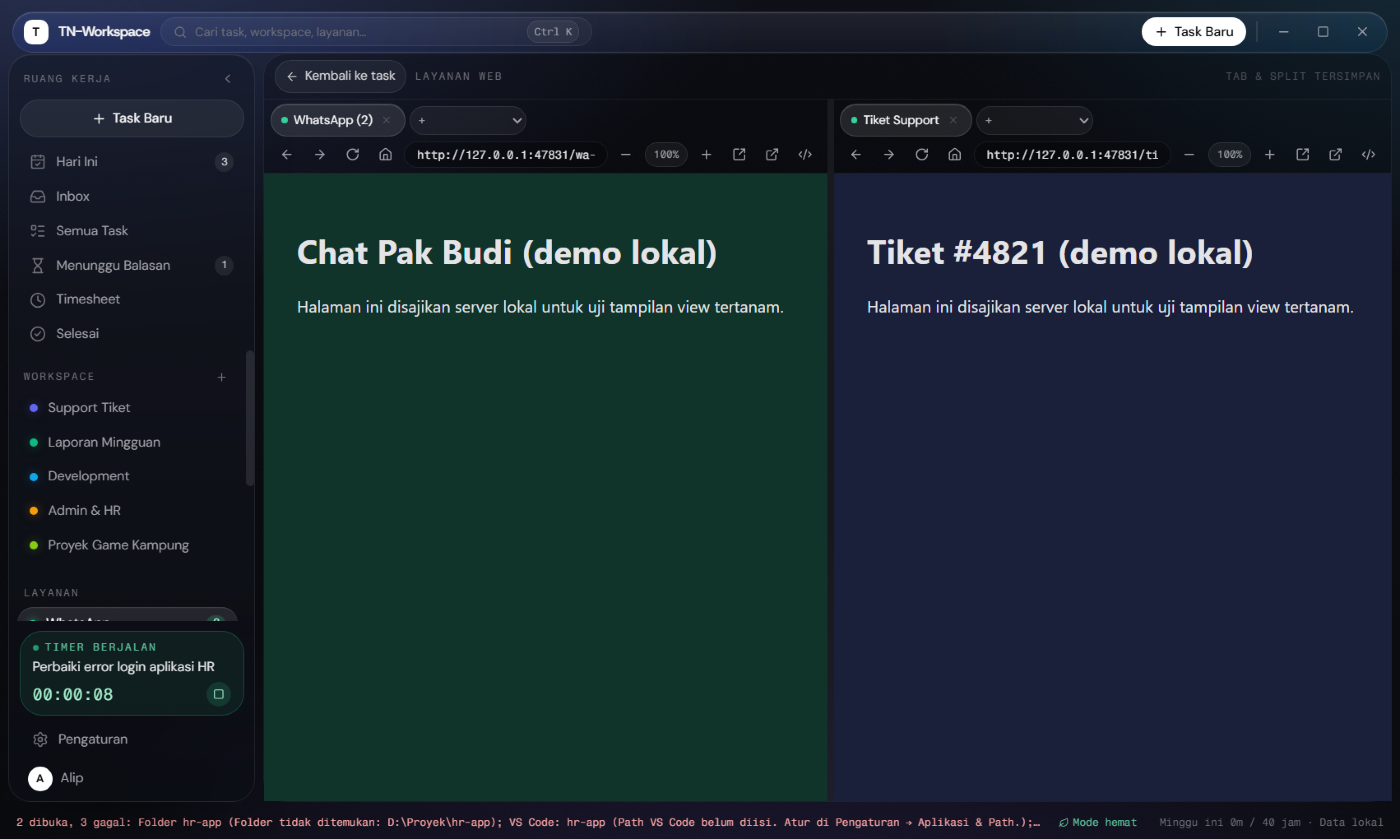 T TN-Workspace Cari task, workspace, layanan... Ctrl K + Task Baru
RUANG KERJA
+ Task Baru
Hari Ini 3
Inbox
Semua Task
Menunggu Balasan 1
Timesheet
Selesai
WORKSPACE +
Support Tiket
Laporan Mingguan
Development
Admin & HR
Proyek Game Kampung
LAYANAN
WhatsApp
TIMER BERJALAN
Perbaiki error login aplikasi HR
00:00:08
Pengaturan
A Alip
Kembali ke task LAYANAN WEB TAB & SPLIT TERSIMPAN
WhatsApp (2) +
http://127.0.0.1:47831/wa- 100%
Chat Pak Budi (demo lokal)
Halaman ini disajikan server lokal untuk uji tampilan view tertanam.
Tiket Support +
http://127.0.0.1:47831/ti 100%
Tiket #4821 (demo lokal)
Halaman ini disajikan server lokal untuk uji tampilan view tertanam.
2 dibuka, 3 gagal: Folder hr-app (Folder tidak ditemukan: D:\Proyek\hr-app); VS Code: hr-app (Path VS Code belum diisi. Atur di Pengaturan → Aplikasi & Path.);… Mode hemat Minggu ini 0m / 40 jam · Data lokal